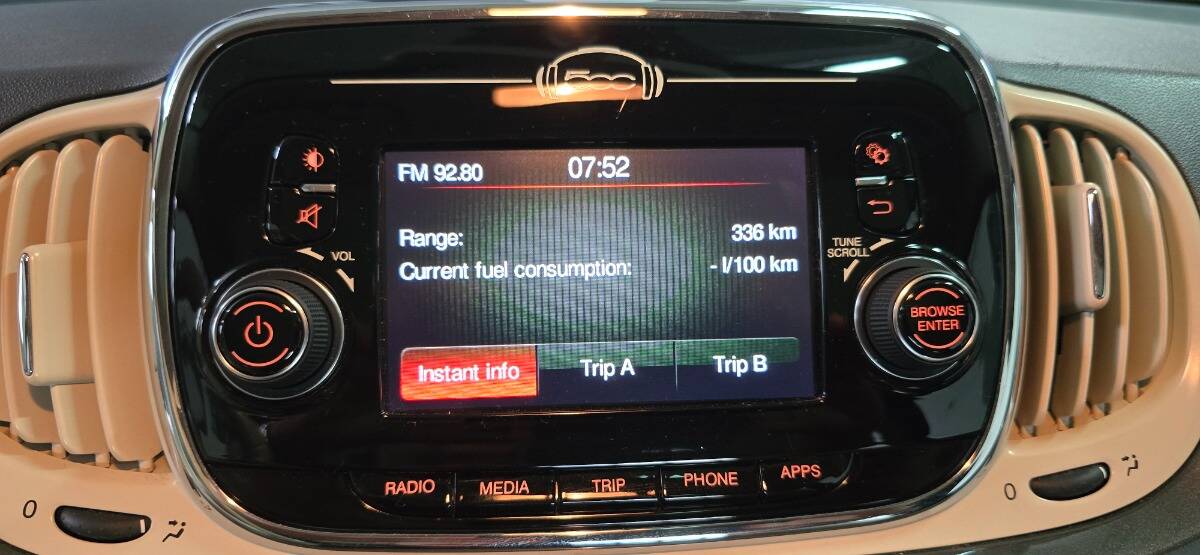 500
FM 92.80 07:52
Range: 336 km
Current fuel consumption: - l/100 km
Instant info Trip A Trip B
VOL
TUNE
SCROLL
BROWSE
ENTER
RADIO MEDIA TRIP PHONE APPS
0
0